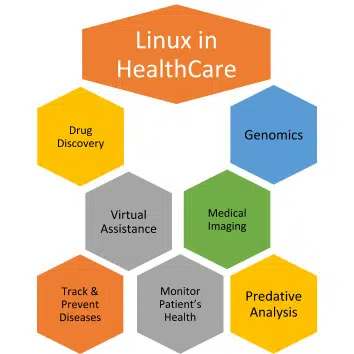 Linux in
HealthCare
Drug
Discovery
Genomics
Virtual
Assistance
Medical
Imaging
Track &
Prevent
Diseases
Monitor
Patient's
Health
Predative
Analysis